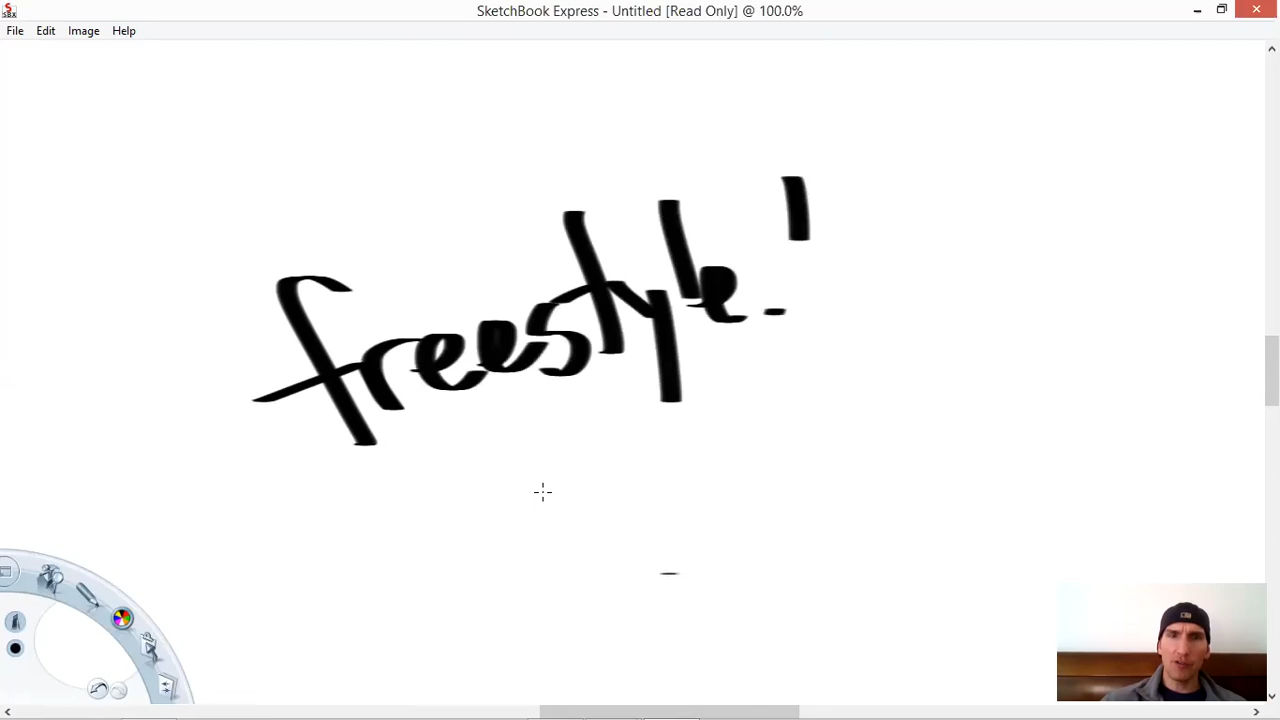 SketchBook Express - Untitled [Read Only] @ 100.0%
File Edit Image Help
freestyle!